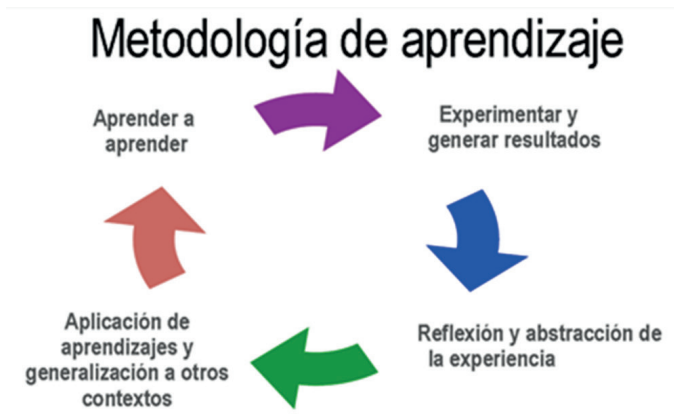 Metodología de aprendizaje
Aprender a
aprender
Experimentar y
generar resultados
Reflexión y abstracción de
la experiencia
Aplicación de
aprendizajes y
generalización a otros
contextos